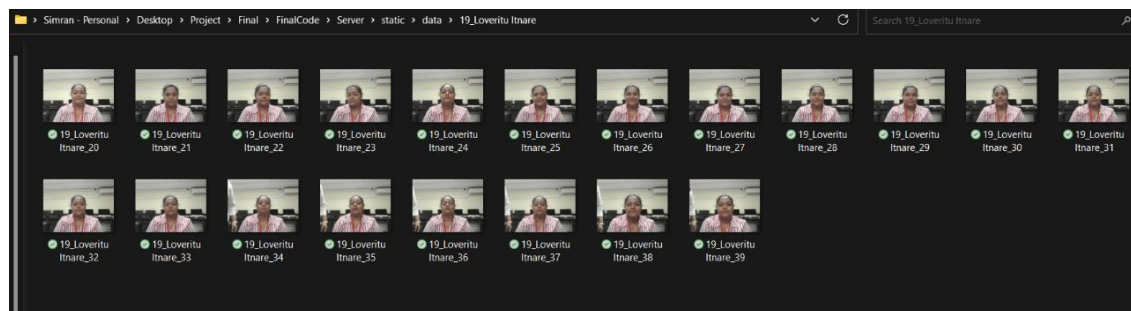 Simran - Personal > Desktop > Project > Final > FinalCode > Server > static > data > 19_Loveritu Itnare
Search 19_Loveritu Itnare
19_Loveritu Itnare_20
19_Loveritu Itnare_21
19_Loveritu Itnare_22
19_Loveritu Itnare_23
19_Loveritu Itnare_24
19_Loveritu Itnare_25
19_Loveritu Itnare_26
19_Loveritu Itnare_27
19_Loveritu Itnare_28
19_Loveritu Itnare_29
19_Loveritu Itnare_30
19_Loveritu Itnare_31
19_Loveritu Itnare_32
19_Loveritu Itnare_33
19_Loveritu Itnare_34
19_Loveritu Itnare_35
19_Loveritu Itnare_36
19_Loveritu Itnare_37
19_Loveritu Itnare_38
19_Loveritu Itnare_39